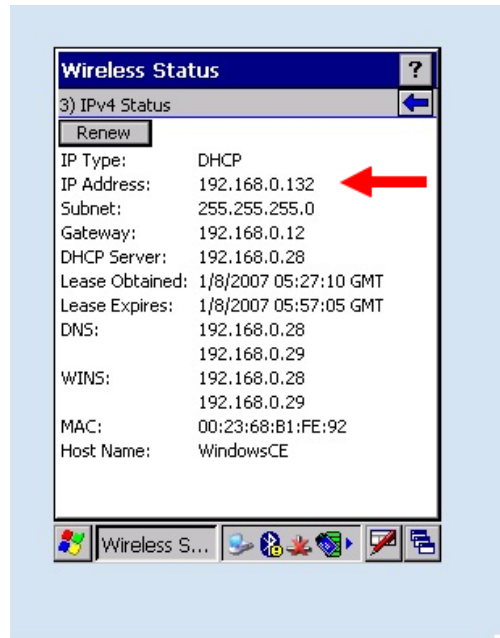 Wireless Status ?
3) IPv4 Status
Renew
IP Type: DHCP
IP Address: 192.168.0.132
Subnet: 255.255.255.0
Gateway: 192.168.0.12
DHCP Server: 192.168.0.28
Lease Obtained: 1/8/2007 05:27:10 GMT
Lease Expires: 1/8/2007 05:57:05 GMT
DNS: 192.168.0.28
192.168.0.29
WINS: 192.168.0.28
192.168.0.29
MAC: 00:23:68:B1:FE:92
Host Name: WindowsCE
Wireless S...